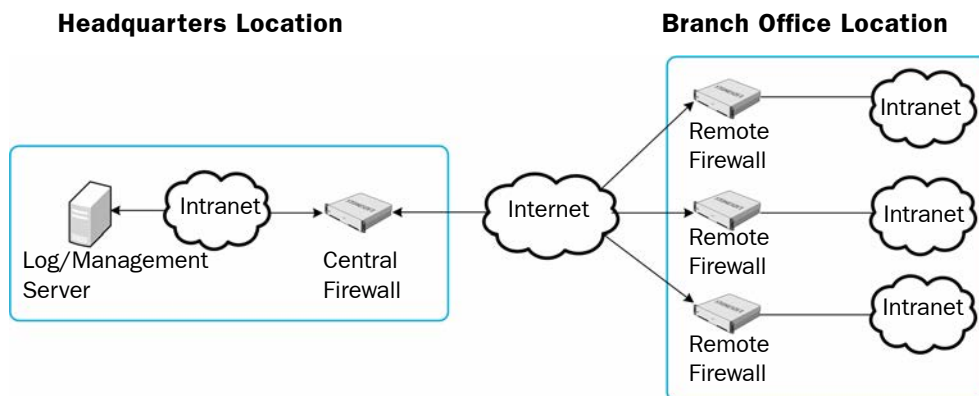 Headquarters Location
Branch Office Location
Intranet
Remote
Firewall
Intranet
Internet
Intranet
Log/Management
Server
Central
Firewall
Remote
Firewall
Intranet
Remote
Firewall